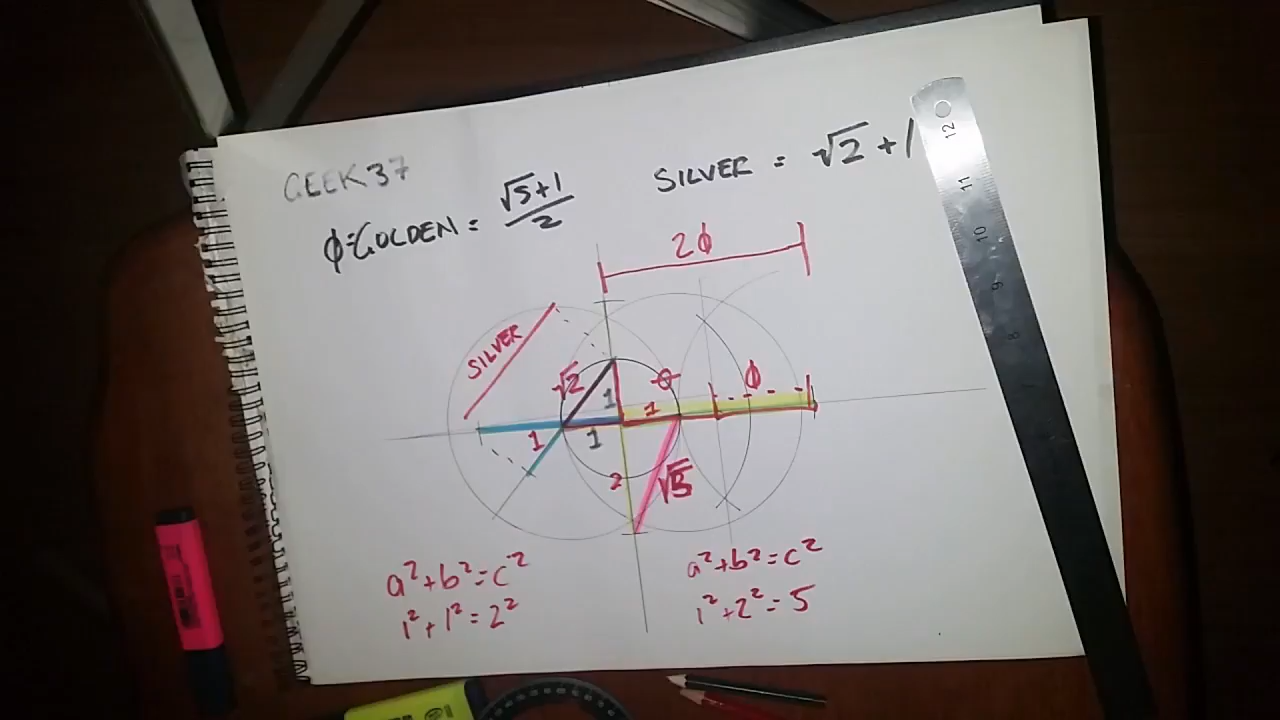 GEEK37
φ=GOLDEN = (√5+1)/2
SILVER = √2 + 1
2φ
SILVER
√2
1
θ
φ
1
1
1
2
√5
a²+b²=c²
1²+1²=2²
a²+b²=c²
1²+2²=5
12
11
10
9
8